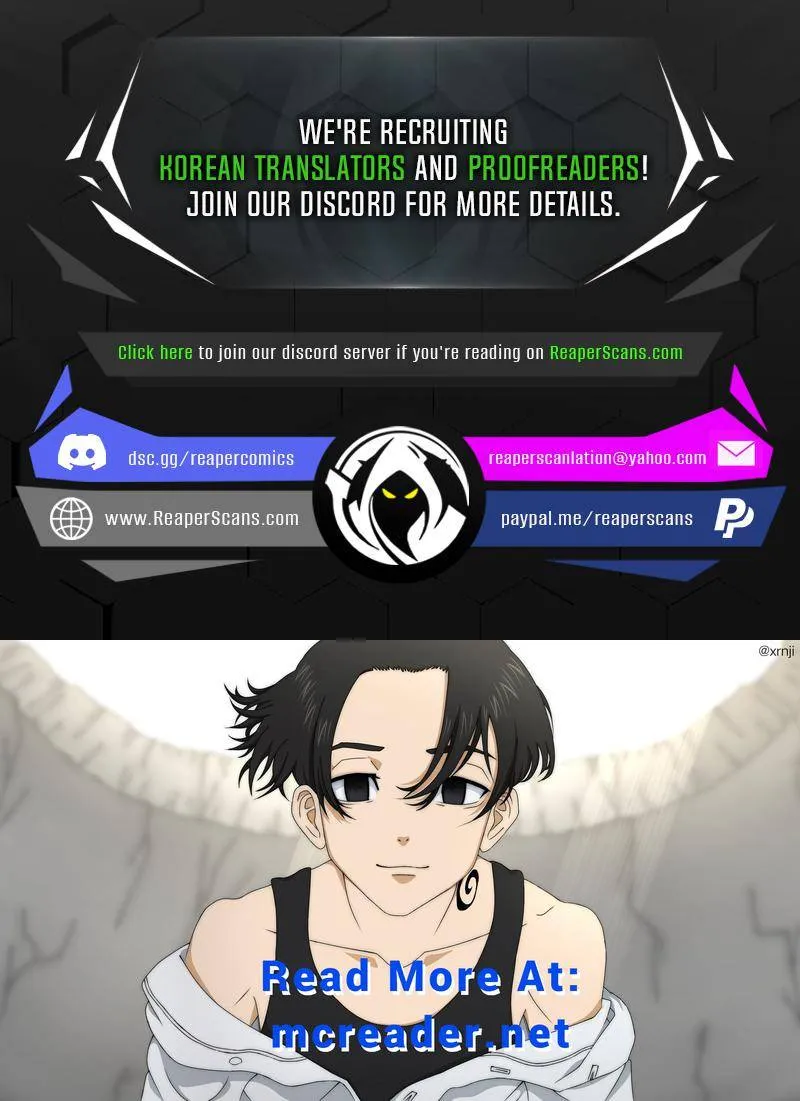 WE'RE RECRUITING
KOREAN TRANSLATORS AND PROOFREADERS!
JOIN OUR DISCORD FOR MORE DETAILS.
Click here to join our discord server if you're reading on ReaperScans.com
dsc.gg/reapercomics
reaperscanlation@yahoo.com
www.ReaperScans.com
paypal.me/reaperscans
@xrnji
Read More At:
mcreader.net